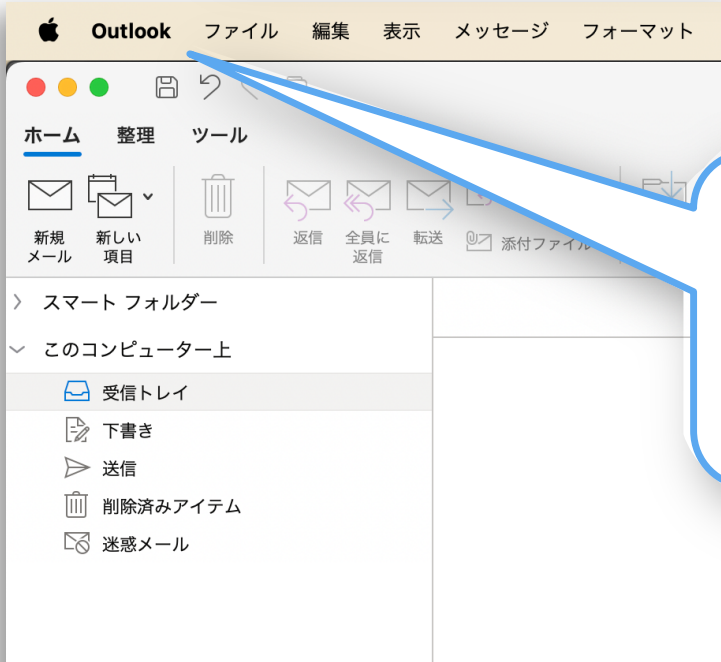 Outlook ファイル 編集 表示 メッセージ フォーマット
ホーム 整理 ツール
新規
メール
新しい
項目
削除
返信
全員に
返信
転送
添付ファイル
スマート フォルダー
このコンピューター上
受信トレイ
下書き
送信
削除済みアイテム
迷惑メール